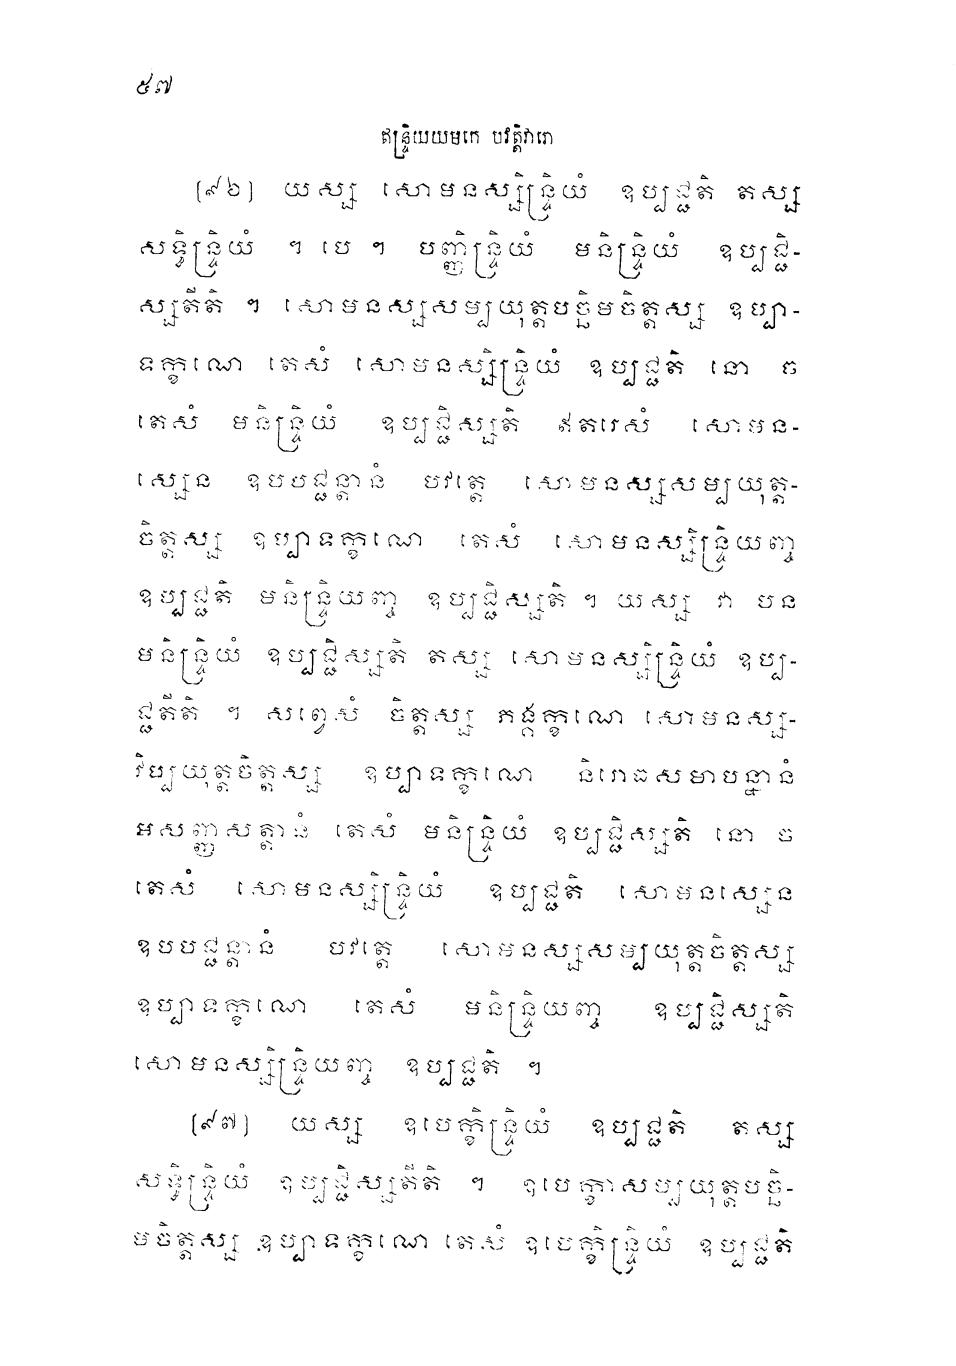 ៥៧
ឥន្ទ្រិយយមកេ បវត្តិវារោ
(៩៦) យស្ស សោមនស្សិន្ទ្រិយំ ឧប្បជ្ជតិ តស្ស
សទ្ធិន្ទ្រិយំ ។ បេ ។ បញ្ញិន្ទ្រិយំ មនិន្ទ្រិយំ ឧប្បជ្ជិ-
ស្សតីតិ ។ សោមនស្សសម្បយុត្តបច្ឆិមចិត្តស្ស ឧប្បា-
ទក្ខណេ តេសំ សោមនស្សិន្ទ្រិយំ ឧប្បជ្ជតិ នោ ច
តេសំ មនិន្ទ្រិយំ ឧប្បជ្ជិស្សតិ ឥតរេសំ សោមន-
ស្សេន ឧបបជ្ជន្តានំ បវត្តេ សោមនស្សសម្បយុត្ត-
ចិត្តស្ស ឧប្បាទក្ខណេ តេសំ សោមនស្សិន្ទ្រិយញ្ច
ឧប្បជ្ជតិ មនិន្ទ្រិយញ្ច ឧប្បជ្ជិស្សតិ ។ យស្ស វា បន
មនិន្ទ្រិយំ ឧប្បជ្ជិស្សតិ តស្ស សោមនស្សិន្ទ្រិយំ ឧប្ប-
ជ្ជតីតិ ។ សព្វេសំ ចិត្តស្ស ភង្គក្ខណេ សោមនស្ស-
វិប្បយុត្តចិត្តស្ស ឧប្បាទក្ខណេ និរោធសមាបន្នានំ
អសញ្ញសត្តានំ តេសំ មនិន្ទ្រិយំ ឧប្បជ្ជិស្សតិ នោ ច
តេសំ សោមនស្សិន្ទ្រិយំ ឧប្បជ្ជតិ សោមនស្សេន
ឧបបជ្ជន្តានំ បវត្តេ សោមនស្សសម្បយុត្តចិត្តស្ស
ឧប្បាទក្ខណេ តេសំ មនិន្ទ្រិយញ្ច ឧប្បជ្ជិស្សតិ
សោមនស្សិន្ទ្រិយញ្ច ឧប្បជ្ជតិ ។
(៩៧) យស្ស ឧបេក្ខិន្ទ្រិយំ ឧប្បជ្ជតិ តស្ស
សទ្ធិន្ទ្រិយំ ឧប្បជ្ជិស្សតីតិ ។ ឧបេក្ខាសម្បយុត្តបច្ឆិ-
មចិត្តស្ស ឧប្បាទក្ខណេ តេសំ ឧបេក្ខិន្ទ្រិយំ ឧប្បជ្ជតិ